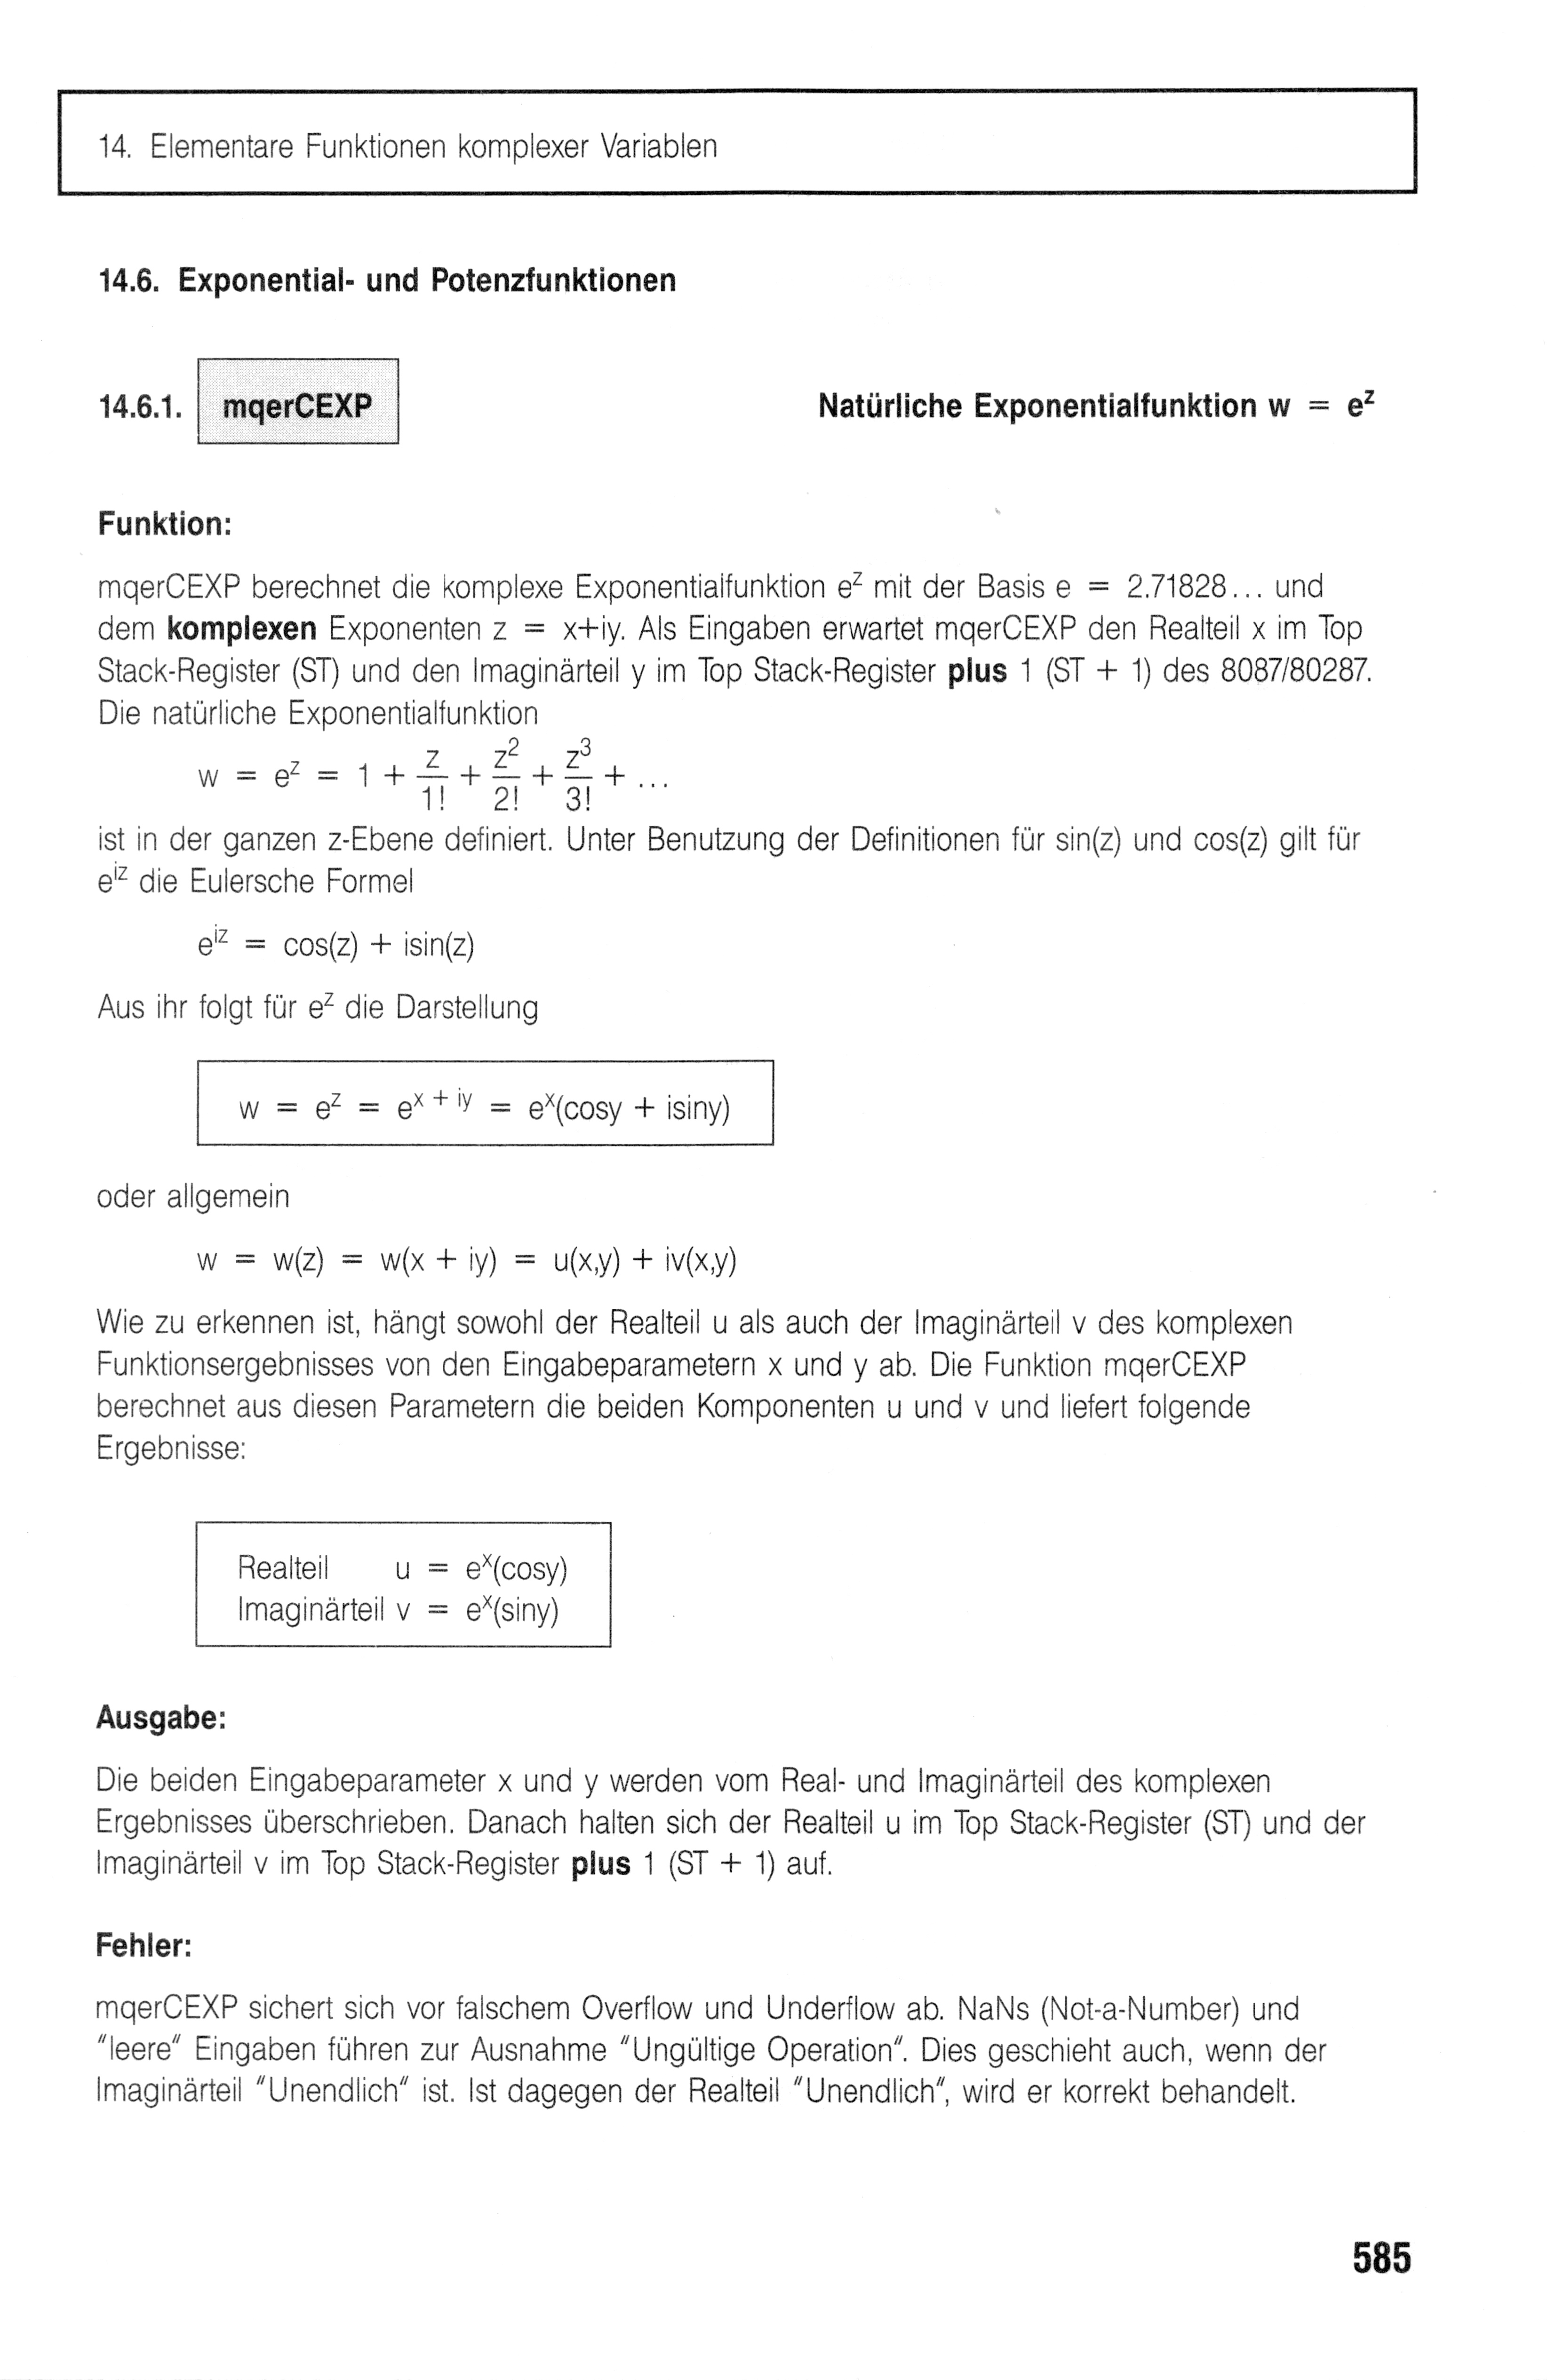 14. Elementare Funktionen komplexer Variablen
14.6. Exponential- und Potenzfunktionen
14.6.1. mqerCEXP Natürliche Exponentialfunktion w = e^z
Funktion:
mqerCEXP berechnet die komplexe Exponentialfunktion e^z mit der Basis e = 2.71828... und
dem komplexen Exponenten z = x+iy. Als Eingaben erwartet mqerCEXP den Realteil x im Top
Stack-Register (ST) und den Imaginärteil y im Top Stack-Register plus 1 (ST + 1) des 8087/80287.
Die natürliche Exponentialfunktion
w = e^z = 1 + z/1! + z^2/2! + z^3/3! + ...
ist in der ganzen z-Ebene definiert. Unter Benutzung der Definitionen für sin(z) und cos(z) gilt für
e^iz die Eulersche Formel
e^iz = cos(z) + isin(z)
Aus ihr folgt für e^z die Darstellung
w = e^z = e^x + iy = e^x(cosy + isiny)
oder allgemein
w = w(z) = w(x + iy) = u(x,y) + iv(x,y)
Wie zu erkennen ist, hängt sowohl der Realteil u als auch der Imaginärteil v des komplexen
Funktionsergebnisses von den Eingabeparametern x und y ab. Die Funktion mqerCEXP
berechnet aus diesen Parametern die beiden Komponenten u und v und liefert folgende
Ergebnisse:
Realteil u = e^x(cosy)
Imaginärteil v = e^x(siny)
Ausgabe:
Die beiden Eingabeparameter x und y werden vom Real- und Imaginärteil des komplexen
Ergebnisses überschrieben. Danach halten sich der Realteil u im Top Stack-Register (ST) und der
Imaginärteil v im Top Stack-Register plus 1 (ST + 1) auf.
Fehler:
mqerCEXP sichert sich vor falschem Overflow und Underflow ab. NaNs (Not-a-Number) und
"leere" Eingaben führen zur Ausnahme "Ungültige Operation". Dies geschieht auch, wenn der
Imaginärteil "Unendlich" ist. Ist dagegen der Realteil "Unendlich", wird er korrekt behandelt.
585